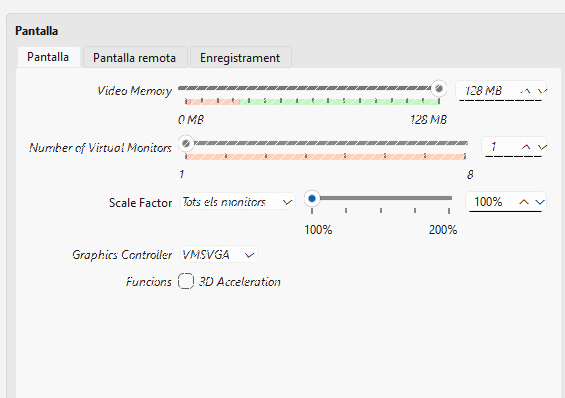 Pantalla
Pantalla Pantalla remota Enregistrament
Video Memory 128 MB
0 MB 128 MB
Number of Virtual Monitors 1
1 8
Scale Factor Tots els monitors 100%
100% 200%
Graphics Controller VMSVGA
Funcions 3D Acceleration